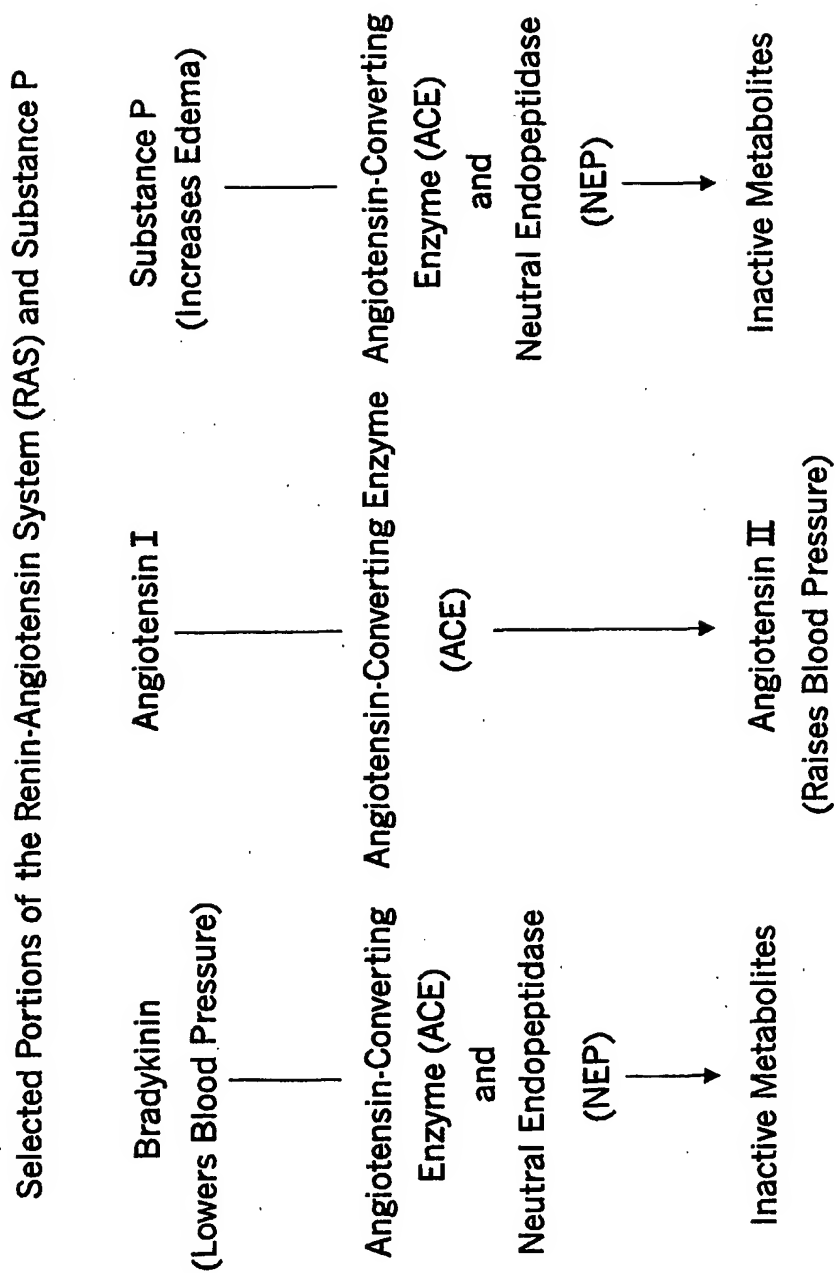 Selected Portions of the Renin-Angiotensin System (RAS) and Substance P
Bradykinin
(Lowers Blood Pressure)
Angiotensin-Converting
Enzyme (ACE)
and
Neutral Endopeptidase
(NEP)
Inactive Metabolites
Angiotensin I
Angiotensin-Converting Enzyme
(ACE)
Angiotensin II
(Raises Blood Pressure)
Substance P
(Increases Edema)
Angiotensin-Converting
Enzyme (ACE)
and
Neutral Endopeptidase
(NEP)
Inactive Metabolites